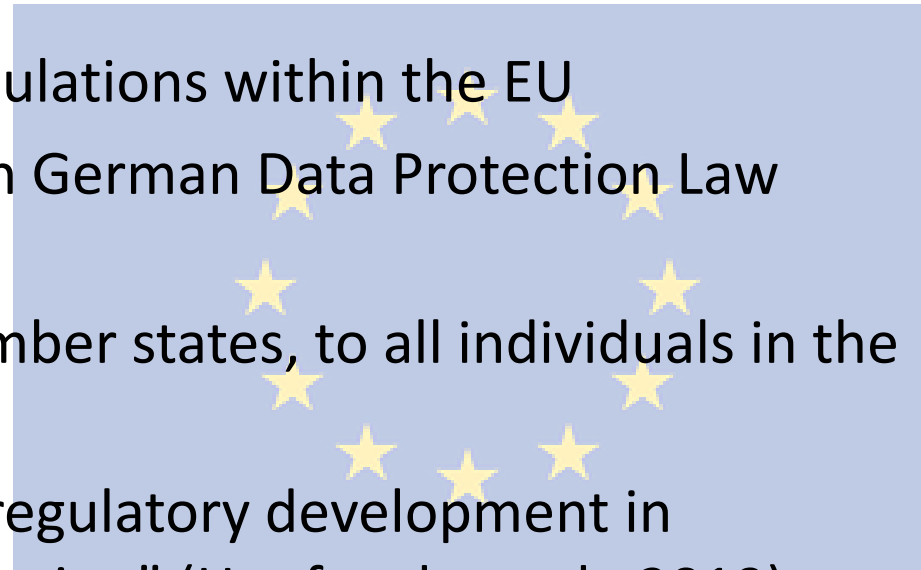 ulations within the EU
German Data Protection Law
mber states, to all individuals in the
regulatory development in